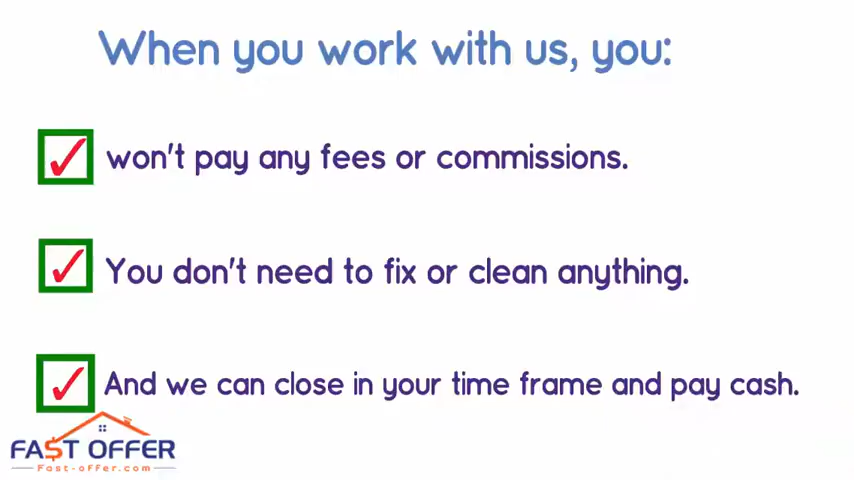 When you work with us, you:
won't pay any fees or commissions.
You don't need to fix or clean anything.
And we can close in your time frame and pay cash.
FA$T OFFER
Fast-offer.com